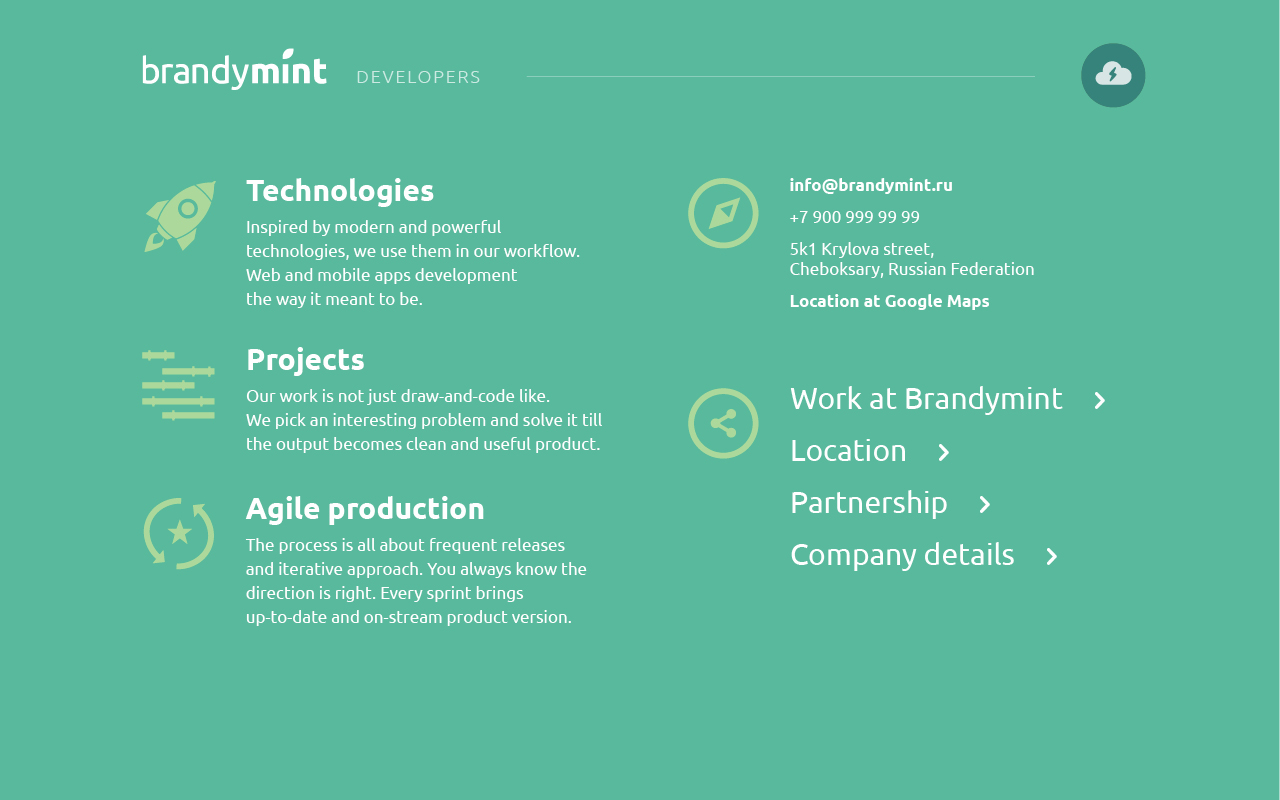 brandymint DEVELOPERS
Technologies
Inspired by modern and powerful
technologies, we use them in our workflow.
Web and mobile apps development
the way it meant to be.
Projects
Our work is not just draw-and-code like.
We pick an interesting problem and solve it till
the output becomes clean and useful product.
Agile production
The process is all about frequent releases
and iterative approach. You always know the
direction is right. Every sprint brings
up-to-date and on-stream product version.
info@brandymint.ru
+7 900 999 99 99
5k1 Krylova street,
Cheboksary, Russian Federation
Location at Google Maps
Work at Brandymint
Location
Partnership
Company details